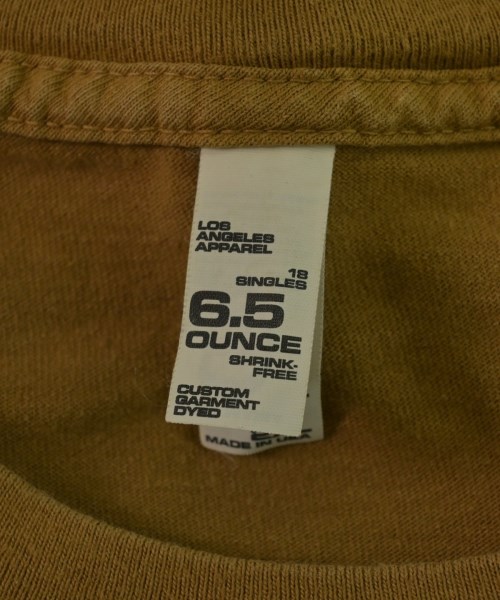 LOS
ANGELES
APPAREL
18
SINGLES
6.5
OUNCE
SHRINK-
FREE
CUSTOM
GARMENT
DYED
MADE IN USA